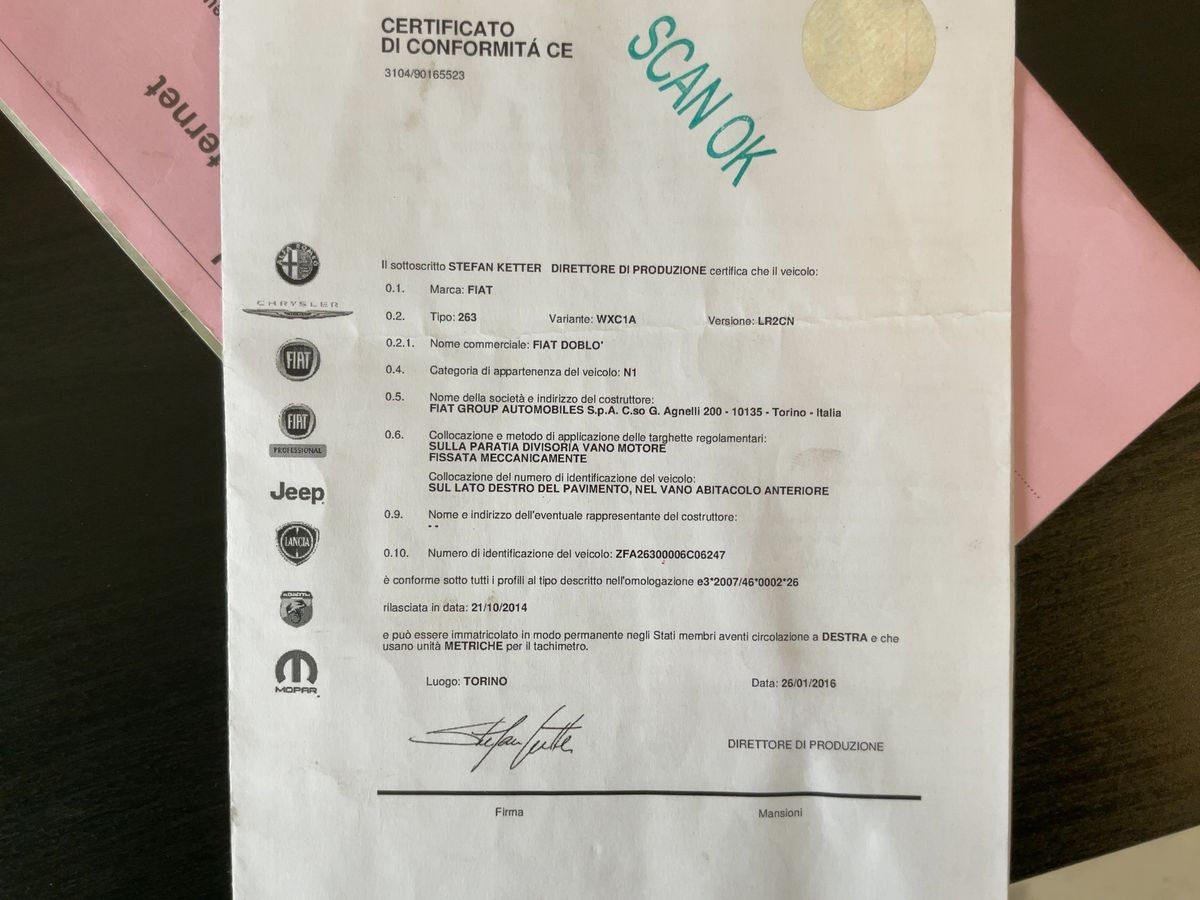 CERTIFICATO
DI CONFORMITÁ CE
3104/90165523
SCAN OK
ternet
Il sottoscritto STEFAN KETTER DIRETTORE DI PRODUZIONE certifica che il veicolo:
0.1. Marca: FIAT
0.2. Tipo: 263 Variante: WXC1A Versione: LR2CN
0.2.1. Nome commerciale: FIAT DOBLO'
0.4. Categoria di appartenenza del veicolo: N1
0.5. Nome della società e indirizzo del costruttore:
FIAT GROUP AUTOMOBILES S.p.A. C.so G. Agnelli 200 - 10135 - Torino - Italia
0.6. Collocazione e metodo di applicazione delle targhette regolamentari:
SULLA PARATIA DIVISORIA VANO MOTORE
FISSATA MECCANICAMENTE
Collocazione del numero di identificazione del veicolo:
SUL LATO DESTRO DEL PAVIMENTO, NEL VANO ABITACOLO ANTERIORE
0.9. Nome e indirizzo dell'eventuale rappresentante del costruttore:
- -
0.10. Numero di identificazione del veicolo: ZFA26300006C06247
è conforme sotto tutti i profili al tipo descritto nell'omologazione e3*2007/46*0002*26
rilasciata in data: 21/10/2014
e può essere immatricolato in modo permanente negli Stati membri aventi circolazione a DESTRA e che
usano unità METRICHE per il tachimetro.
Luogo: TORINO Data: 26/01/2016
Stefan Ketter
DIRETTORE DI PRODUZIONE
Firma Mansioni
ALFA ROMEO
CHRYSLER
FIAT
FIAT
PROFESSIONAL
Jeep
LANCIA
ABARTH
MOPAR